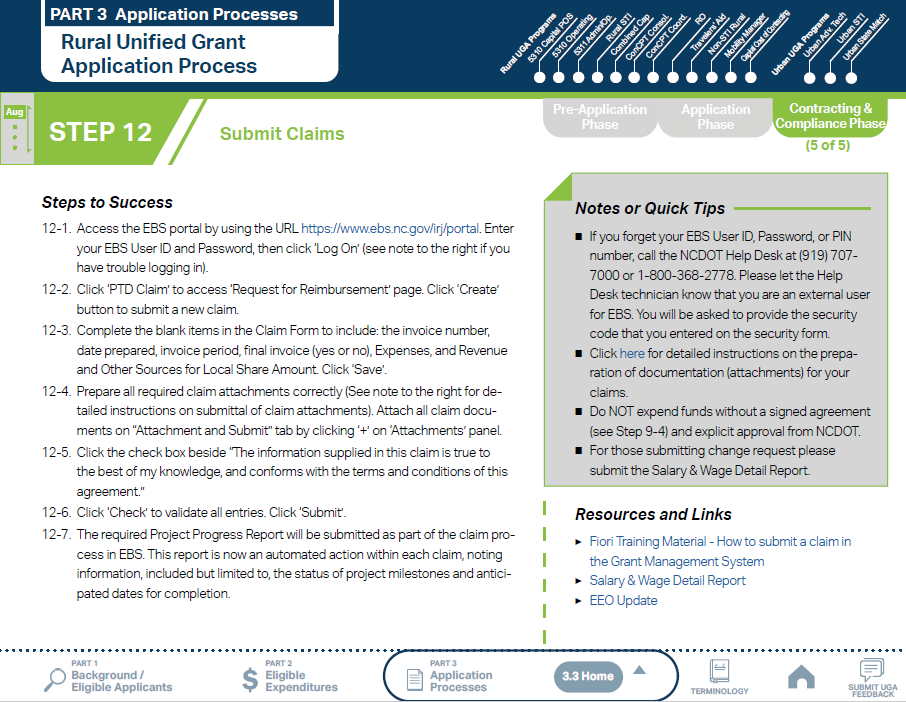 PART 3 Application Processes
Rural Unified Grant
Application Process
Rural UGA Programs
5310 Capital POS
5310 Operating
5311 Admin/Op.
Rural STI
Combined Cap
ConCPT Consol.
ConCPT Coord.
RO
Travelers' Aid
Non-STI Rural
Mobility Manager
Capital Cost of Contracting
Urban UGA Programs
Urban Adv. Tech
Urban STI
Urban State Match
Aug
STEP 12
Submit Claims
Pre-Application
Phase
Application
Phase
Contracting &
Compliance Phase
(5 of 5)
Steps to Success
12-1. Access the EBS portal by using the URL https://www.ebs.nc.gov/irj/portal. Enter
your EBS User ID and Password, then click ‘Log On’ (see note to the right if you
have trouble logging in).
12-2. Click ‘PTD Claim’ to access ‘Request for Reimbursement’ page. Click ‘Create’
button to submit a new claim.
12-3. Complete the blank items in the Claim Form to include: the invoice number,
date prepared, invoice period, final invoice (yes or no), Expenses, and Revenue
and Other Sources for Local Share Amount. Click ‘Save’.
12-4. Prepare all required claim attachments correctly (See note to the right for de-
tailed instructions on submittal of claim attachments). Attach all claim docu-
ments on “Attachment and Submit” tab by clicking ‘+’ on ‘Attachments’ panel.
12-5. Click the check box beside “The information supplied in this claim is true to
the best of my knowledge, and conforms with the terms and conditions of this
agreement.”
12-6. Click ‘Check’ to validate all entries. Click ‘Submit’.
12-7. The required Project Progress Report will be submitted as part of the claim pro-
cess in EBS. This report is now an automated action within each claim, noting
information, included but limited to, the status of project milestones and antici-
pated dates for completion.
Notes or Quick Tips
■ If you forget your EBS User ID, Password, or PIN
number, call the NCDOT Help Desk at (919) 707-
7000 or 1-800-368-2778. Please let the Help
Desk technician know that you are an external user
for EBS. You will be asked to provide the security
code that you entered on the security form.
■ Click here for detailed instructions on the prepa-
ration of documentation (attachments) for your
claims.
■ Do NOT expend funds without a signed agreement
(see Step 9-4) and explicit approval from NCDOT.
■ For those submitting change request please
submit the Salary & Wage Detail Report.
Resources and Links
► Fiori Training Material - How to submit a claim in
the Grant Management System
► Salary & Wage Detail Report
► EEO Update
PART 1
Background /
Eligible Applicants
PART 2
Eligible
Expenditures
PART 3
Application
Processes
3.3 Home
TERMINOLOGY
SUBMIT UGA
FEEDBACK